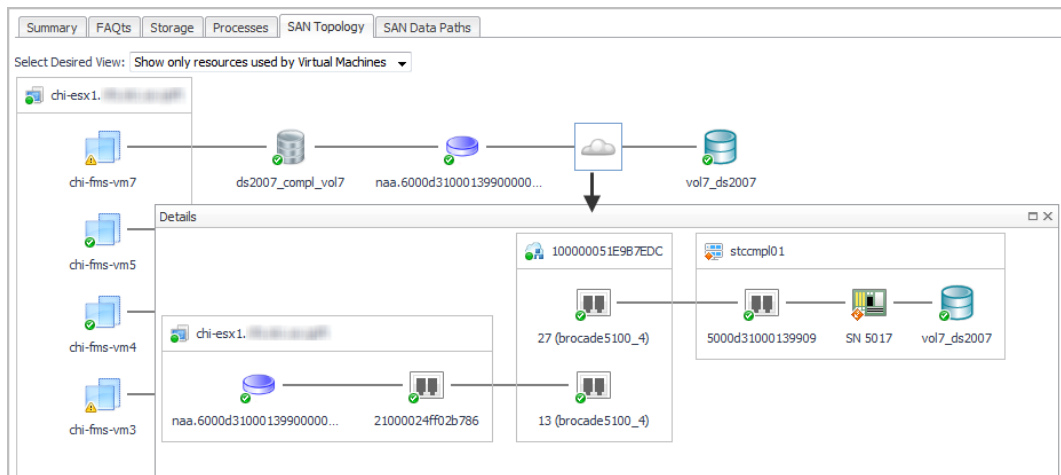 Summary FAQts Storage Processes SAN Topology SAN Data Paths
Select Desired View: Show only resources used by Virtual Machines
chi-esx1.
chi-fms-vm7 ds2007_compl_vol7 naa.6000d31000139900000... vol7_ds2007
Details
chi-fms-vm5
chi-fms-vm4
chi-fms-vm3
100000051E9B7EDC stccmpl01
27 (brocade5100_4) 5000d31000139909 SN 5017 vol7_ds2007
chi-esx1.
naa.6000d31000139900000... 21000024ff02b786 13 (brocade5100_4)